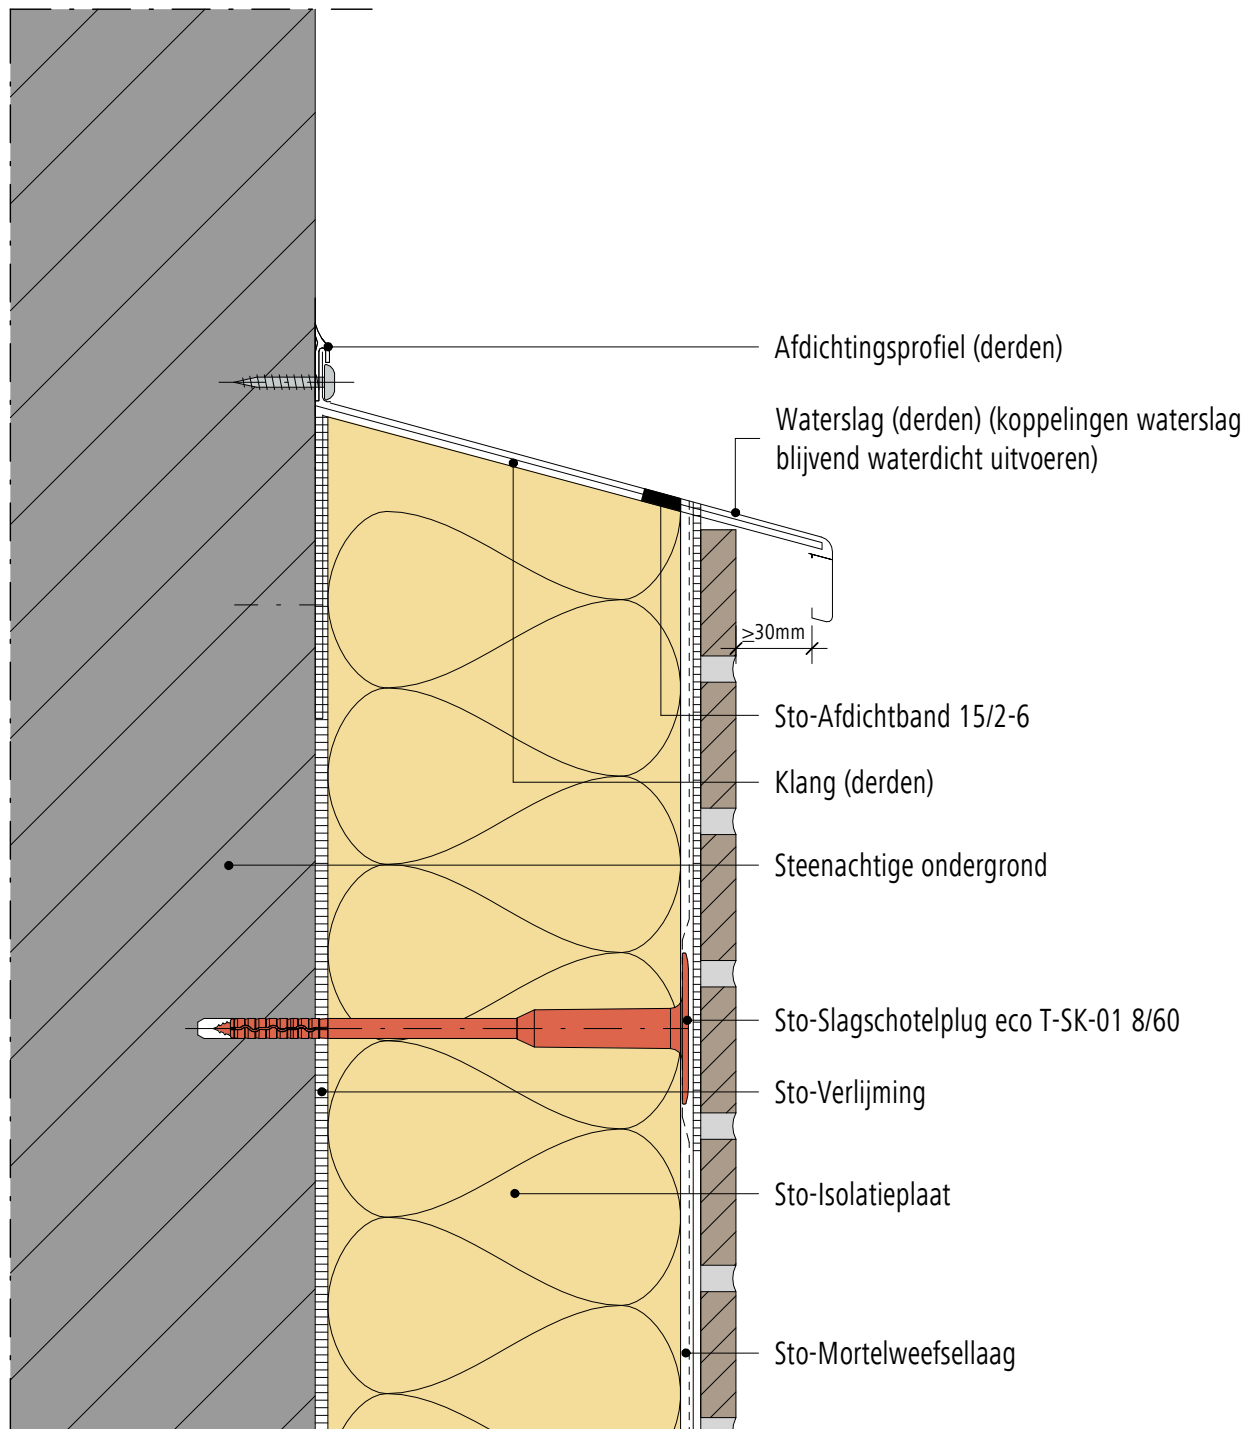 Afdichtingsprofiel (derden)
Waterslag (derden) (koppelingen waterslag
blijvend waterdicht uitvoeren)
≥30mm
Sto-Afdichtband 15/2-6
Klang (derden)
Steenachtige ondergrond
Sto-Slagschotelplug eco T-SK-01 8/60
Sto-Verlijming
Sto-Isolatieplaat
Sto-Mortelweefsellaag